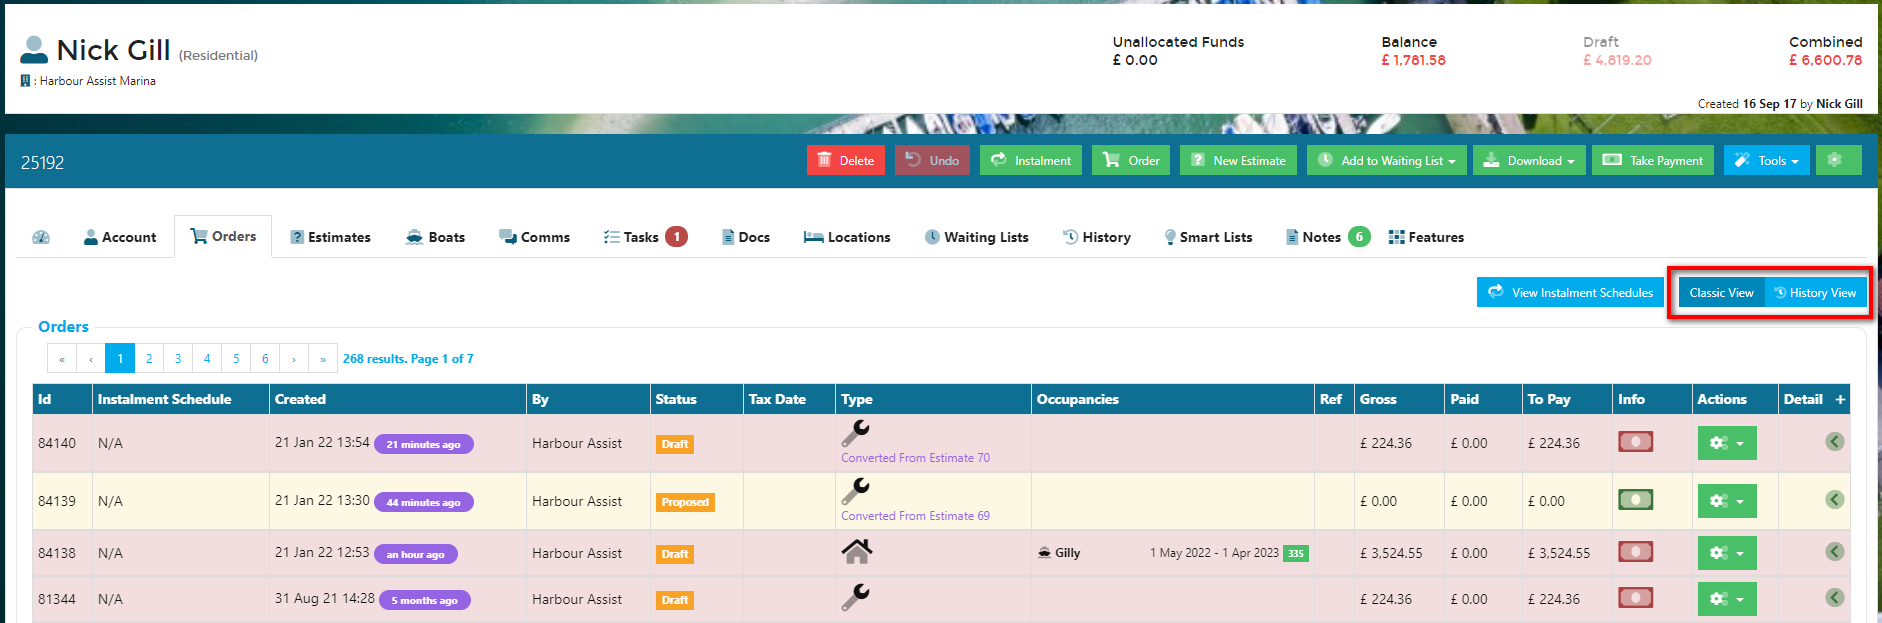 Nick Gill (Residential)
: Harbour Assist Marina
Unallocated Funds
£ 0.00
Balance
£ 1,781.58
Draft
£ 4,819.20
Combined
£ 6,600.78
Created 16 Sep 17 by Nick Gill
25192
Delete Undo Instalment Order New Estimate Add to Waiting List Download Take Payment Tools
Account Orders Estimates Boats Comms Tasks 1 Docs Locations Waiting Lists History Smart Lists Notes 6 Features
View Instalment Schedules Classic View History View
Orders
« ‹ 1 2 3 4 5 6 › » 268 results. Page 1 of 7
Id Instalment Schedule Created By Status Tax Date Type Occupancies Ref Gross Paid To Pay Info Actions Detail +
84140 N/A 21 Jan 22 13:54 21 minutes ago Harbour Assist Draft £ 224.36 £ 0.00 £ 224.36
Converted From Estimate 70
84139 N/A 21 Jan 22 13:30 44 minutes ago Harbour Assist Proposed £ 0.00 £ 0.00 £ 0.00
Converted From Estimate 69
84138 N/A 21 Jan 22 12:53 an hour ago Harbour Assist Draft Gilly 1 May 2022 - 1 Apr 2023 335 £ 3,524.55 £ 0.00 £ 3,524.55
81344 N/A 31 Aug 21 14:28 5 months ago Harbour Assist Draft £ 224.36 £ 0.00 £ 224.36